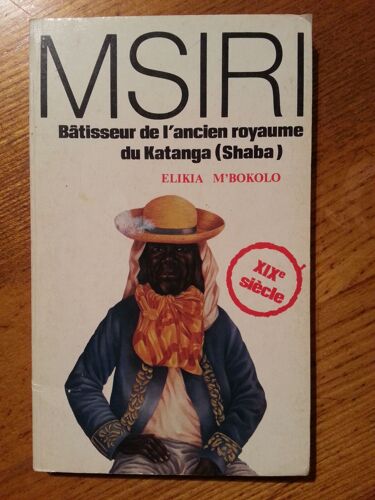 MSIRI
Bâtisseur de l'ancien royaume
du Katanga (Shaba)
ELIKIA M'BOKOLO
XIXe
siècle